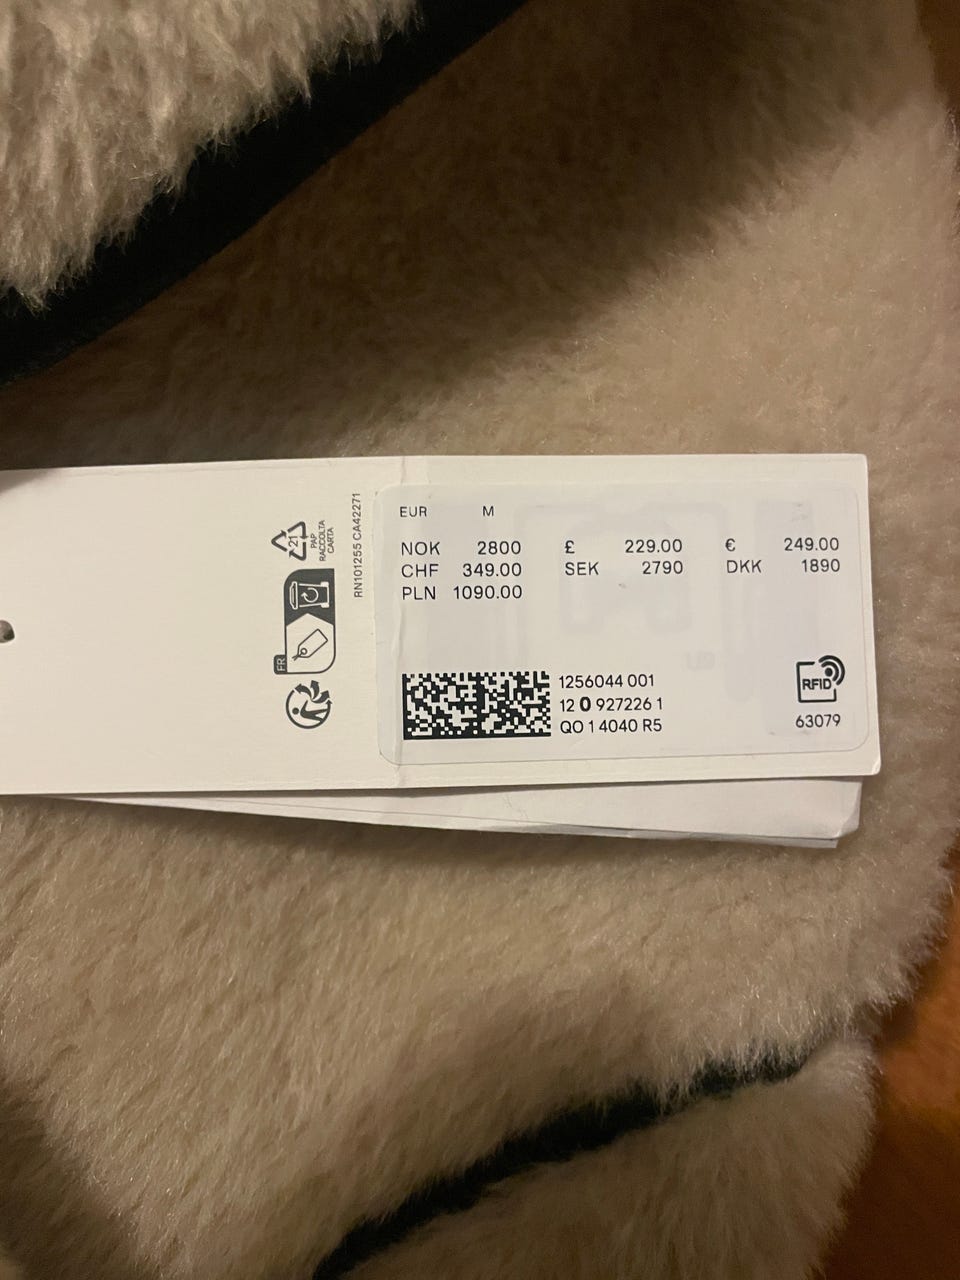 21
PAP
RACCOLTA
CARTA
FR
RN101255 CA42271
EUR M
NOK 2800 £ 229.00 € 249.00
CHF 349.00 SEK 2790 DKK 1890
PLN 1090.00
1256044 001
12 0 927226 1
QO 1 4040 R5
RFID
63079